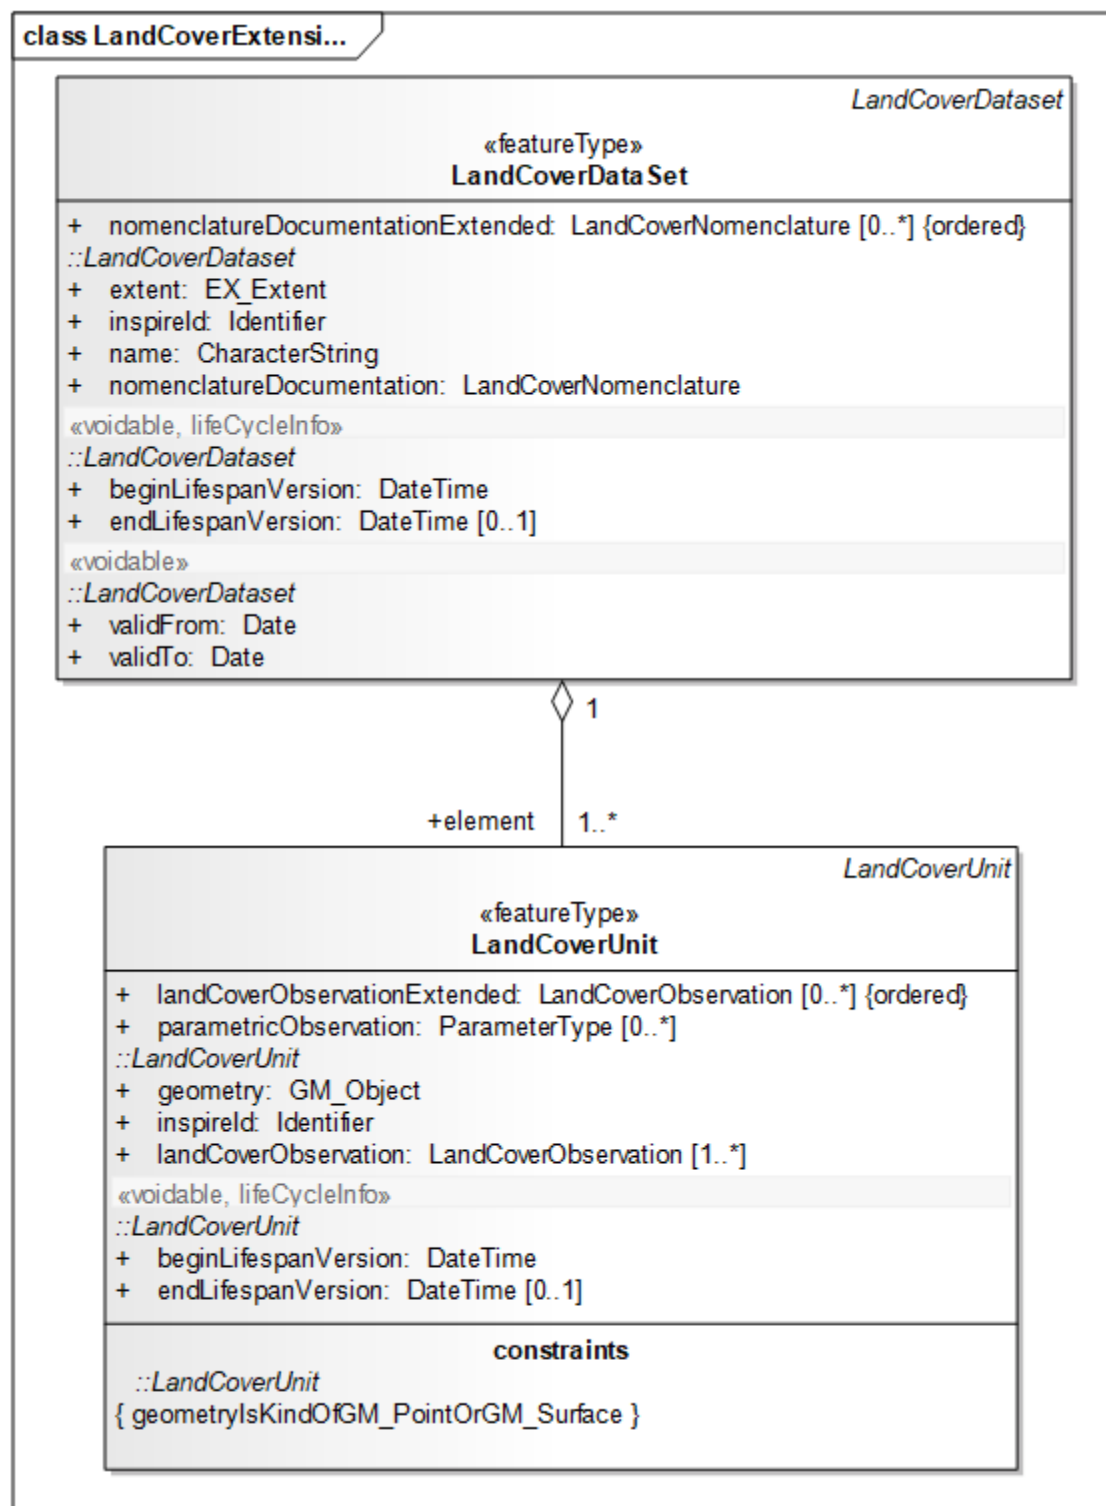 class LandCoverExtensi...
LandCoverDataset
«featureType»
LandCoverDataSet
+ nomenclatureDocumentationExtended: LandCoverNomenclature [0..*] {ordered}
::LandCoverDataset
+ extent: EX_Extent
+ inspireId: Identifier
+ name: CharacterString
+ nomenclatureDocumentation: LandCoverNomenclature
«voidable, lifeCycleInfo»
::LandCoverDataset
+ beginLifespanVersion: DateTime
+ endLifespanVersion: DateTime [0..1]
«voidable»
::LandCoverDataset
+ validFrom: Date
+ validTo: Date
1
+element 1..*
LandCoverUnit
«featureType»
LandCoverUnit
+ landCoverObservationExtended: LandCoverObservation [0..*] {ordered}
+ parametricObservation: ParameterType [0..*]
::LandCoverUnit
+ geometry: GM_Object
+ inspireId: Identifier
+ landCoverObservation: LandCoverObservation [1..*]
«voidable, lifeCycleInfo»
::LandCoverUnit
+ beginLifespanVersion: DateTime
+ endLifespanVersion: DateTime [0..1]
constraints
::LandCoverUnit
{ geometryIsKindOfGM_PointOrGM_Surface }